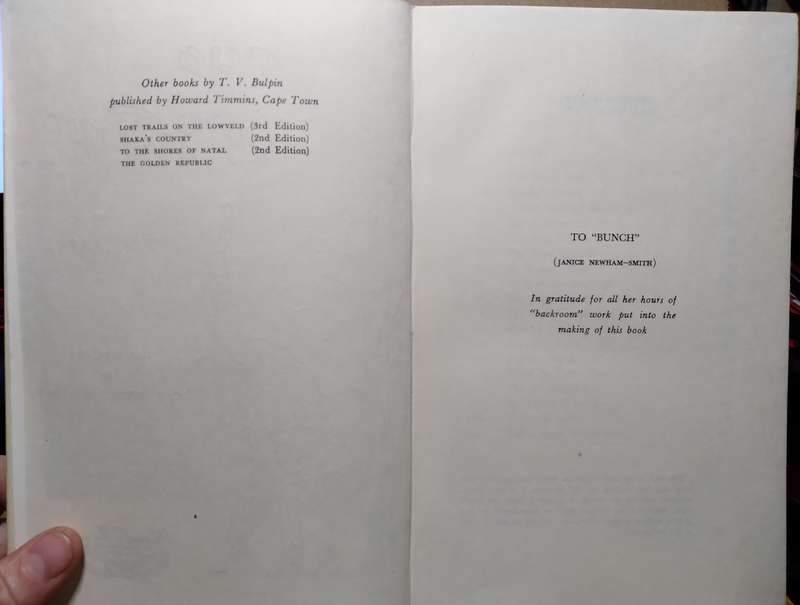 Other books by T. V. Bulpin
published by Howard Timmins, Cape Town
LOST TRAILS ON THE LOWVELD (3rd Edition)
SHAKA'S COUNTRY (2nd Edition)
TO THE SHORES OF NATAL (2nd Edition)
THE GOLDEN REPUBLIC
TO "BUNCH"
(JANICE NEWHAM—SMITH)
In gratitude for all her hours of
"backroom" work put into the
making of this book